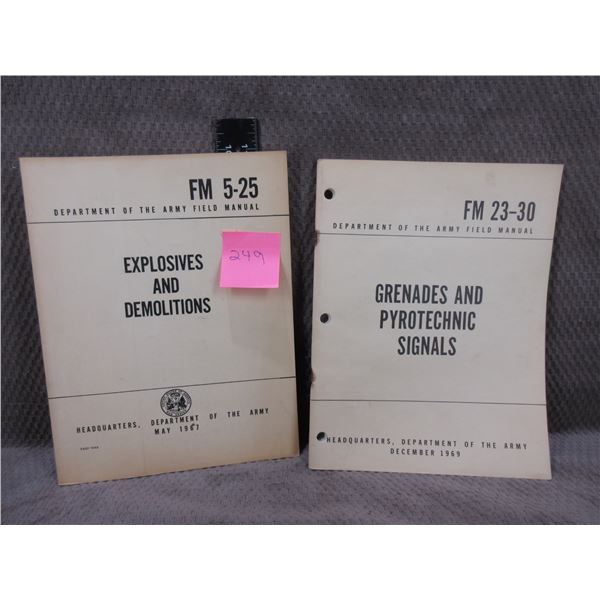 FM 5-25
DEPARTMENT OF THE ARMY FIELD MANUAL
249
EXPLOSIVES
AND
DEMOLITIONS
HEADQUARTERS, DEPARTMENT OF THE ARMY
MAY 1967
FM 23-30
DEPARTMENT OF THE ARMY FIELD MANUAL
GRENADES AND
PYROTECHNIC
SIGNALS
HEADQUARTERS, DEPARTMENT OF THE ARMY
DECEMBER 1969